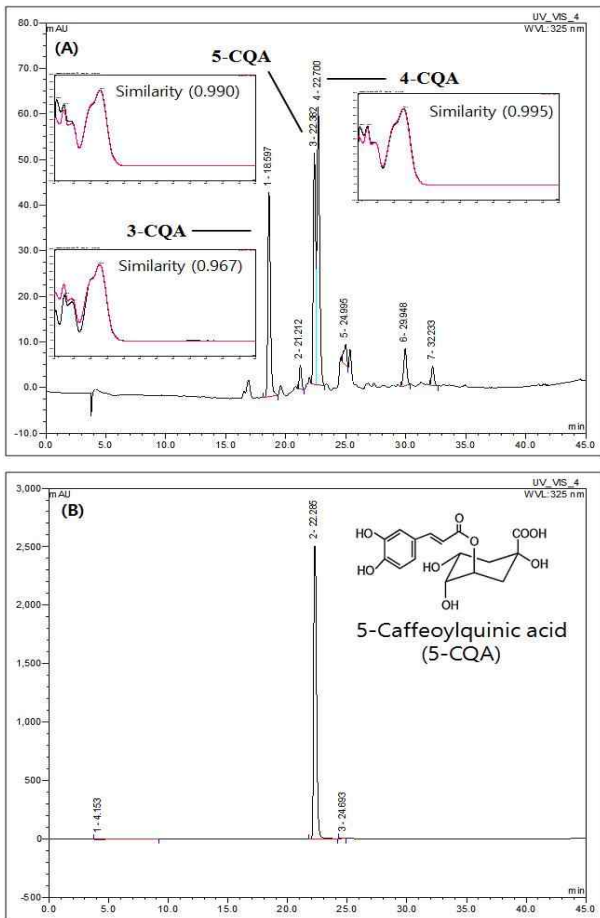 UV_VIS_4
WVL:325 nm
80.0
mAU
(A)
5-CQA
4-CQA
Similarity (0.990)
Similarity (0.995)
3-CQA
Similarity (0.967)
70.0
60.0
50.0
40.0
30.0
20.0
10.0
0.0
-10.0
1 - 18.597
2 - 21.212
3 - 22.382
4 - 22.700
5 - 24.995
6 - 29.948
7 - 32.233
min
0.0 5.0 10.0 15.0 20.0 25.0 30.0 35.0 40.0 45.0
UV_VIS_4
WVL:325 nm
3,000
mAU
(B)
2,500
2,000
1,500
1,000
500
0
-500
1 - 4.153
2 - 22.285
3 - 24.693
HO
HO
O
O
COOH
HO
OH
OH
5-Caffeoylquinic acid
(5-CQA)
min
0.0 5.0 10.0 15.0 20.0 25.0 30.0 35.0 40.0 45.0